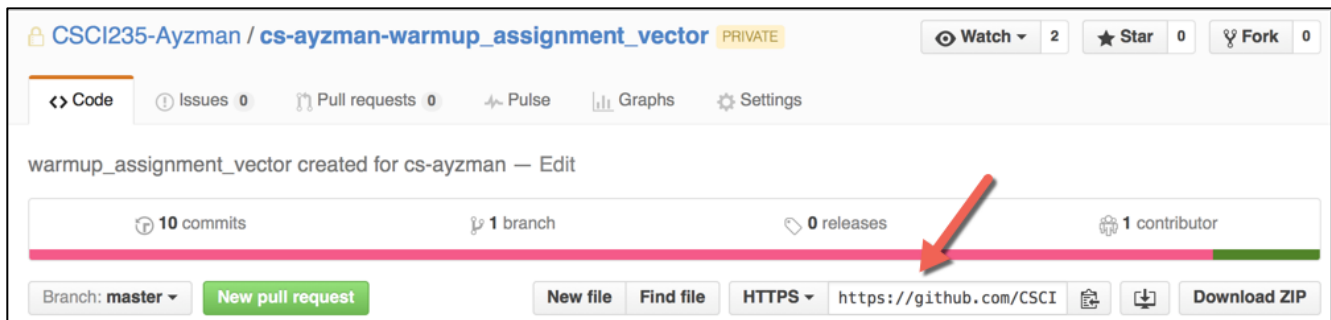 CSCI235-Ayzman / cs-ayzman-warmup_assignment_vector PRIVATE Watch 2 Star 0 Fork 0
<> Code Issues 0 Pull requests 0 Pulse Graphs Settings
warmup_assignment_vector created for cs-ayzman — Edit
10 commits 1 branch 0 releases 1 contributor
Branch: master New pull request New file Find file HTTPS https://github.com/CSCI Download ZIP